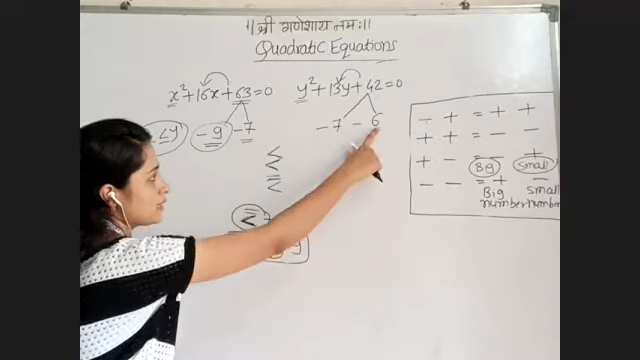 ॥ श्री गणेशाय नमः ॥
Quadratic Equations
x²+16x+63=0
-9 -7
y²+13y+42=0
-7 -6
<
≤
<
÷ + = + +
+ + = - -
+ - = - +
Big Small
- - = + -
Big number small number